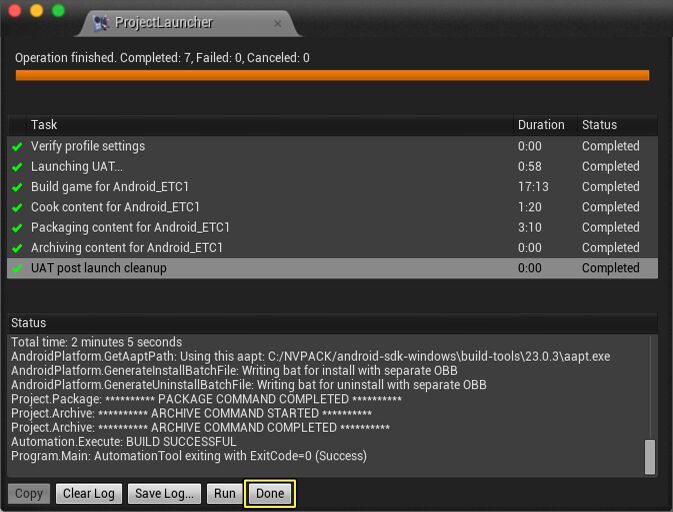 ProjectLauncher
Operation finished. Completed: 7, Failed: 0, Canceled: 0
Task Duration Status
Verify profile settings 0:00 Completed
Launching UAT... 0:58 Completed
Build game for Android_ETC1 17:13 Completed
Cook content for Android_ETC1 1:20 Completed
Packaging content for Android_ETC1 3:10 Completed
Archiving content for Android_ETC1 0:00 Completed
UAT post launch cleanup 0:00 Completed
Status
Total time: 2 minutes 5 seconds
AndroidPlatform.GetAaptPath: Using this aapt: C:/NVPACK/android-sdk-windows\build-tools\23.0.3\aapt.exe
AndroidPlatform.GenerateInstallBatchFile: Writing bat for install with separate OBB
AndroidPlatform.GenerateUninstallBatchFile: Writing bat for uninstall with separate OBB
Project.Package: ********** PACKAGE COMMAND COMPLETED **********
Project.Archive: ********** ARCHIVE COMMAND STARTED **********
Project.Archive: ********** ARCHIVE COMMAND COMPLETED **********
Automation.Execute: BUILD SUCCESSFUL
Program.Main: AutomationTool exiting with ExitCode=0 (Success)
Copy Clear Log Save Log... Run Done